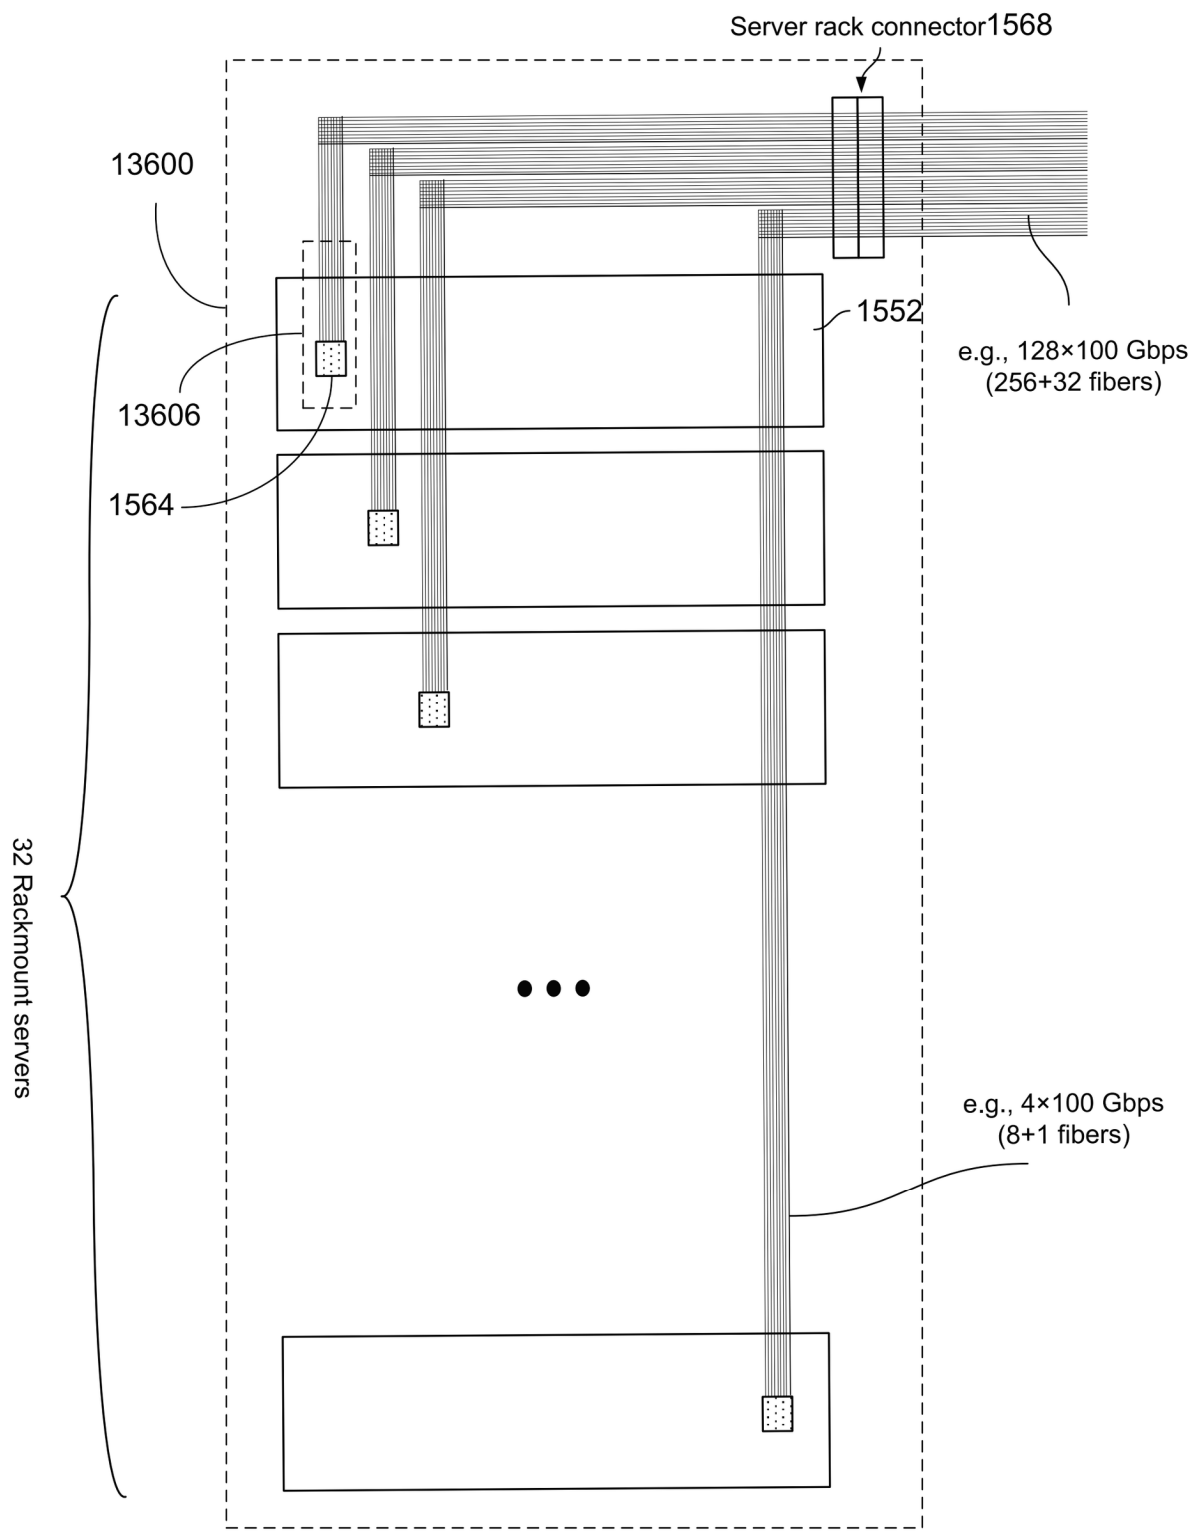 Server rack connector1568
13600
1552
e.g., 128×100 Gbps
(256+32 fibers)
13606
1564
32 Rackmount servers
e.g., 4×100 Gbps
(8+1 fibers)